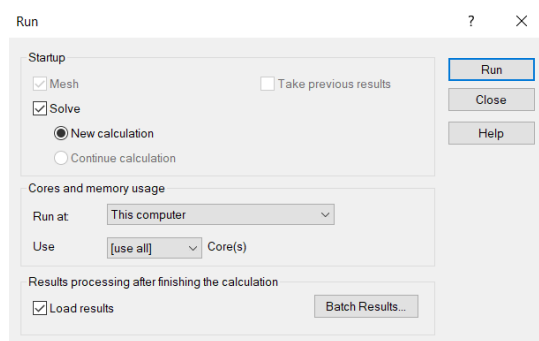 Run ?
Startup
Mesh Take previous results
Solve
New calculation
Continue calculation
Cores and memory usage
Run at: This computer
Use [use all] Core(s)
Results processing after finishing the calculation
Load results Batch Results...
Run
Close
Help